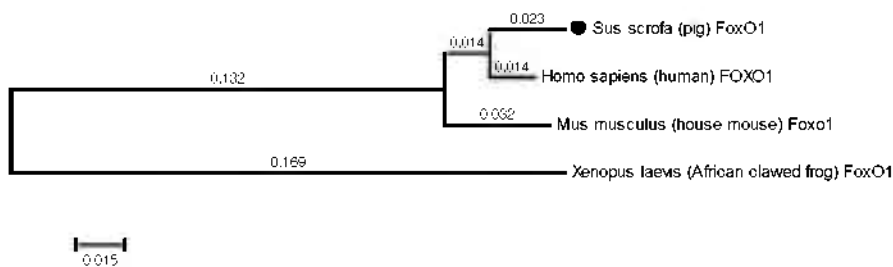 0.023
Sus scrofa (pig) FoxO1
0.014
0.014
Homo sapiens (human) FOXO1
0.132
0.032
Mus musculus (house mouse) Foxo1
0.169
Xenopus laevis (African clawed frog) FoxO1
0.015